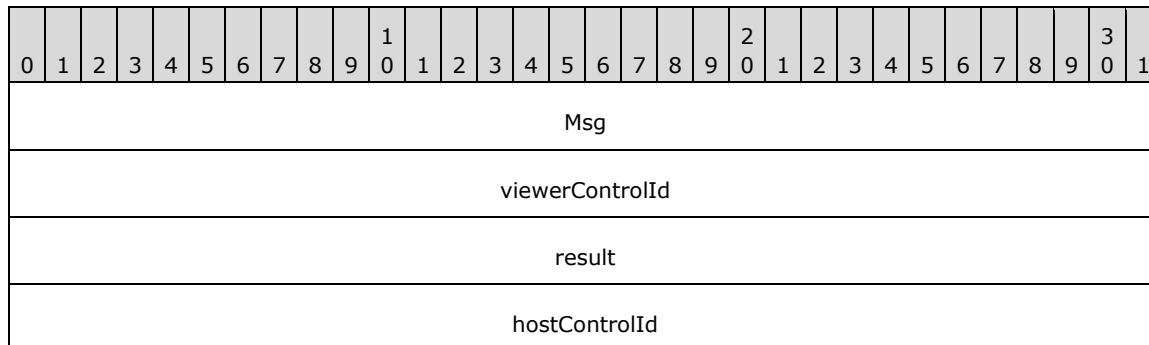 1 2 3
0 1 2 3 4 5 6 7 8 9 0 1 2 3 4 5 6 7 8 9 0 1 2 3 4 5 6 7 8 9 0 1
Msg
viewerControlId
result
hostControlId